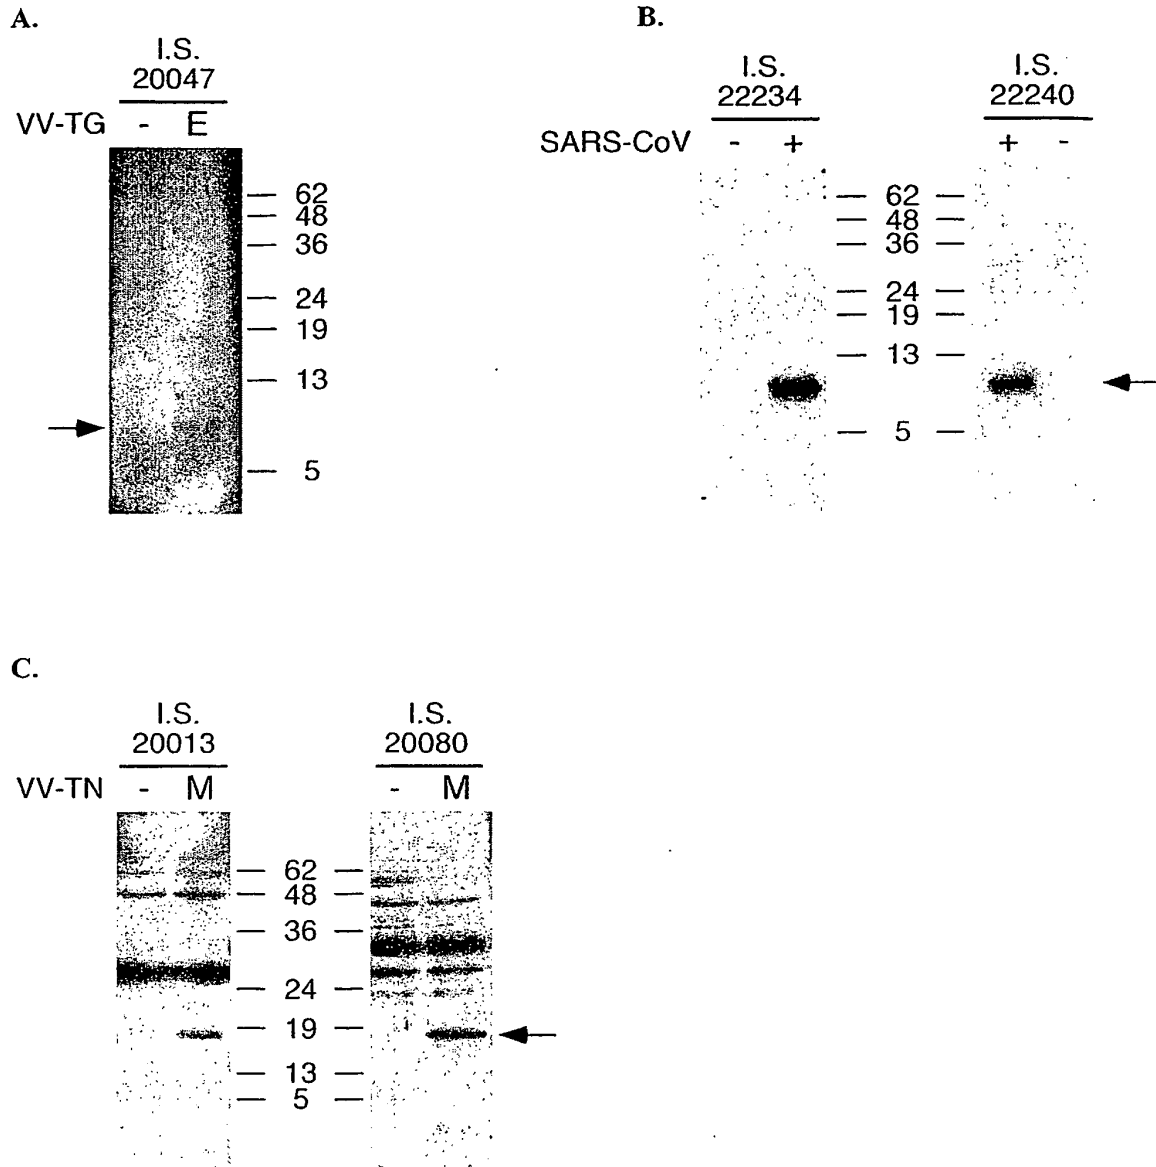 A.
I.S.
20047
VV-TG - E
62
48
36
24
19
13
5
B.
I.S.
22234
I.S.
22240
SARS-CoV - + + -
62
48
36
24
19
13
5
C.
I.S.
20013
I.S.
20080
VV-TN - M - M
62
48
36
24
19
13
5